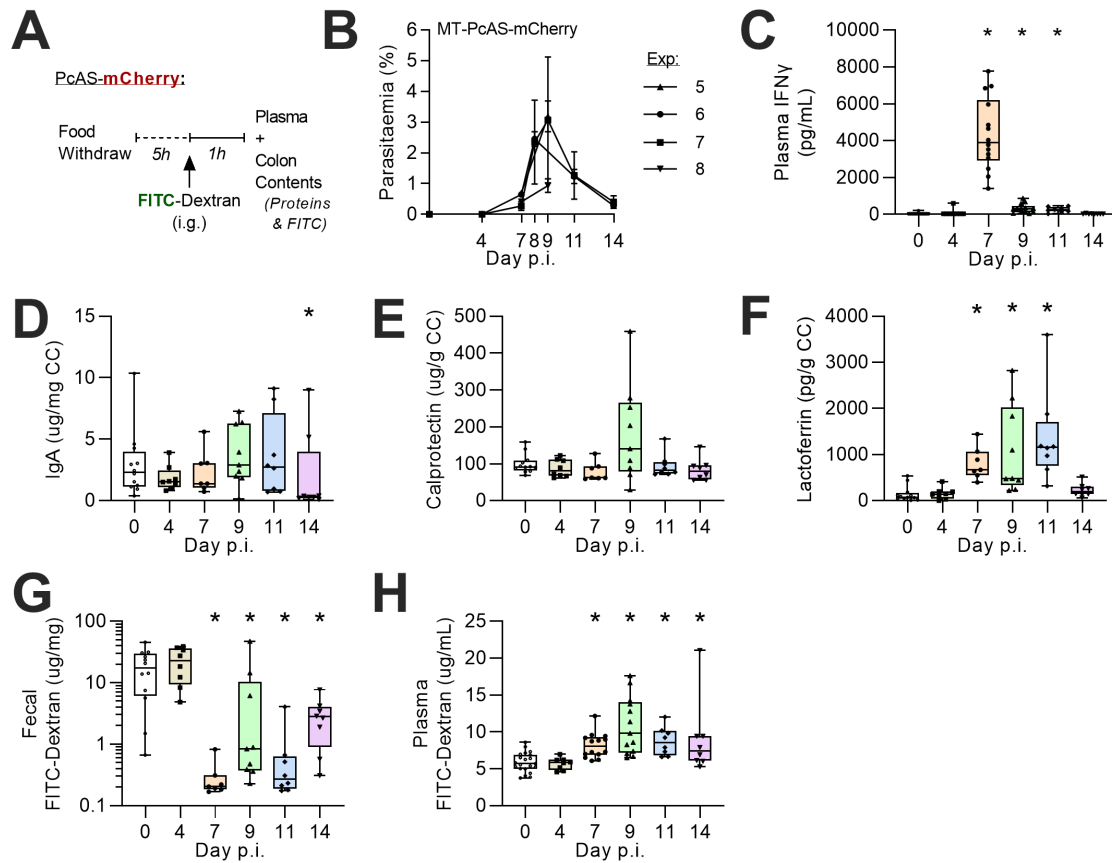 A
PcAS-mCherry:
Food
Withdraw
5h
1h
Plasma
+
Colon
Contents
(Proteins
& FITC)
FITC-Dextran
(i.g.)
B
MT-PcAS-mCherry
Parasitaemia (%)
6
5
4
3
2
1
0
4
7
8
9
11
14
Day p.i.
Exp:
5
6
7
8
C
Plasma IFNγ
(pg/mL)
10000
8000
6000
4000
2000
0
* * *
0 4 7 9 11 14
Day p.i.
D
IgA (ug/mg CC)
15
10
5
0
*
0 4 7 9 11 14
Day p.i.
E
Calprotectin (ug/g CC)
500
400
300
200
100
0
0 4 7 9 11 14
Day p.i.
F
Lactoferrin (pg/g CC)
4000
3000
2000
1000
0
* * *
0 4 7 9 11 14
Day p.i.
G
Fecal
FITC-Dextran (ug/mg)
100
10
1
0.1
* * * *
0 4 7 9 11 14
Day p.i.
H
Plasma
FITC-Dextran (ug/mL)
25
20
15
10
5
0
* * * *
0 4 7 9 11 14
Day p.i.